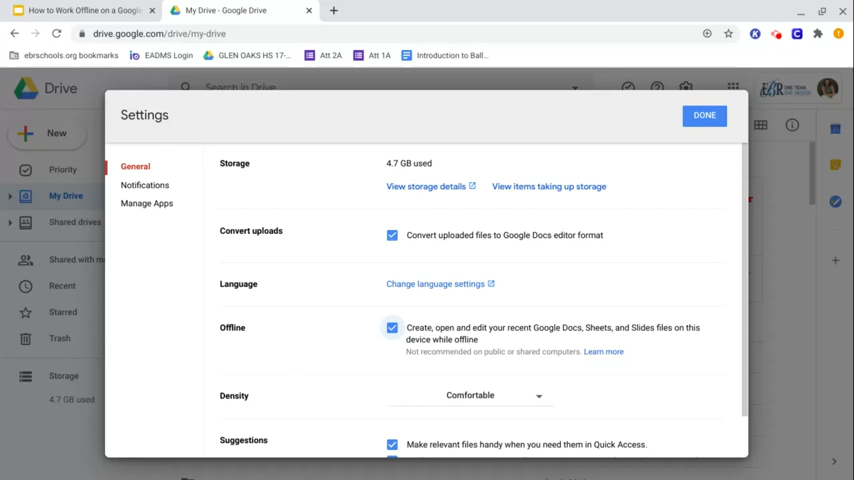 How to Work Offline on a Google
My Drive - Google Drive
drive.google.com/drive/my-drive
ebrschools.org bookmarks
EADMS Login
GLEN OAKS HS 17-...
Att 2A
Att 1A
Introduction to Ball...
Drive
Search in Drive
New
Priority
My Drive
Shared drives
Shared with m
Recent
Starred
Trash
Storage
4.7 GB used
Settings
DONE
General
Notifications
Manage Apps
Storage
4.7 GB used
View storage details
View items taking up storage
Convert uploads
Convert uploaded files to Google Docs editor format
Language
Change language settings
Offline
Create, open and edit your recent Google Docs, Sheets, and Slides files on this
device while offline
Not recommended on public or shared computers. Learn more
Density
Comfortable
Suggestions
Make relevant files handy when you need them in Quick Access.